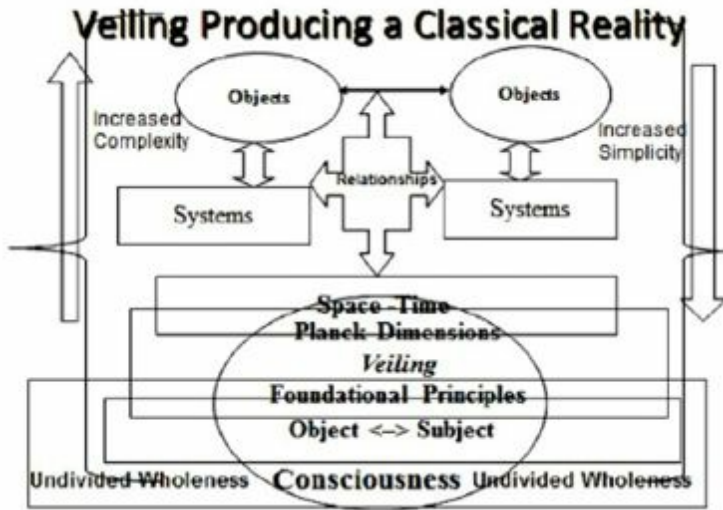 Veiling Producing a Classical Reality
Objects
Objects
Increased
Complexity
Increased
Simplicity
Relationships
Systems
Systems
Space -Time
Planck Dimensions
Veiling
Foundational Principles
Object <-> Subject
Undivided Wholeness
Consciousness
Undivided Wholeness